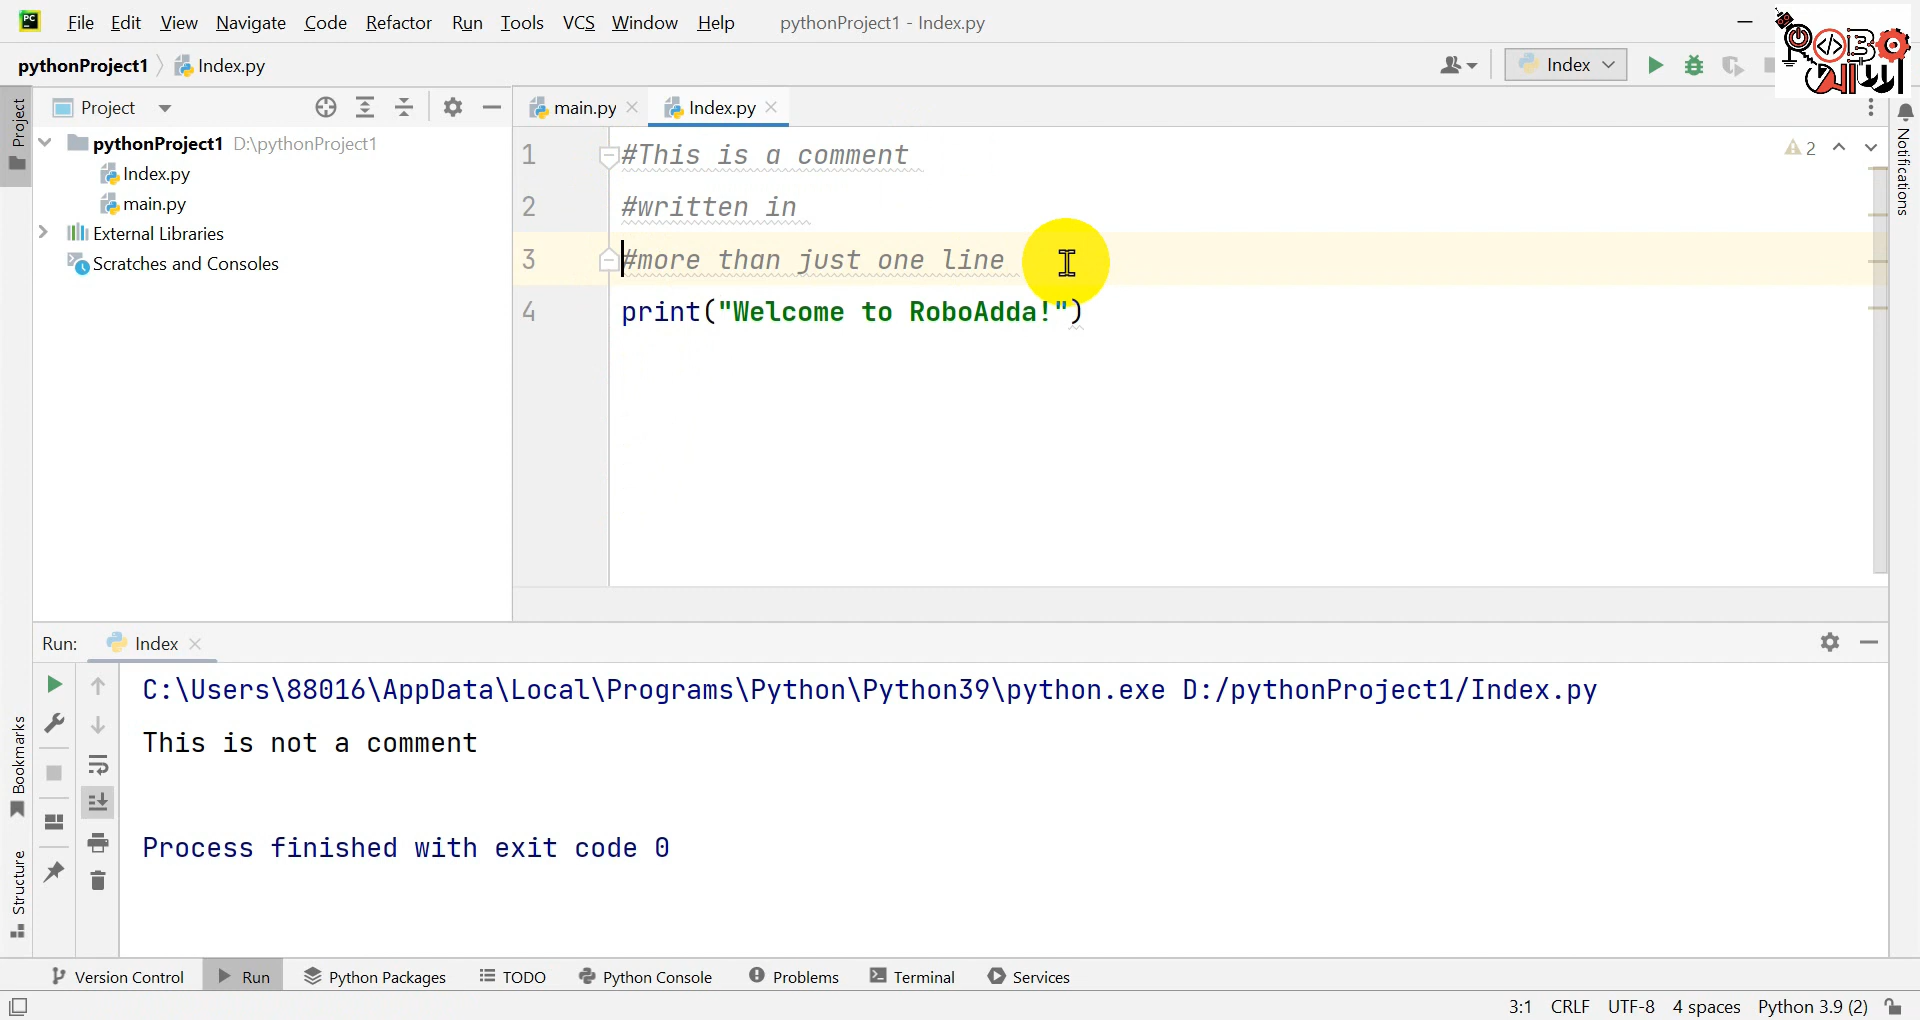 PC File Edit View Navigate Code Refactor Run Tools VCS Window Help pythonProject1 - Index.py
pythonProject1 Index.py Index
Project
Project
main.py
Index.py
pythonProject1 D:\pythonProject1
Index.py
main.py
External Libraries
Scratches and Consoles
1 #This is a comment
2 #written in
3 #more than just one line
4 print("Welcome to RoboAdda!")
2
Notifications
Run: Index
C:\Users\88016\AppData\Local\Programs\Python\Python39\python.exe D:/pythonProject1/Index.py
This is not a comment
Process finished with exit code 0
Bookmarks
Structure
Version Control Run Python Packages TODO Python Console Problems Terminal Services
3:1 CRLF UTF-8 4 spaces Python 3.9 (2)